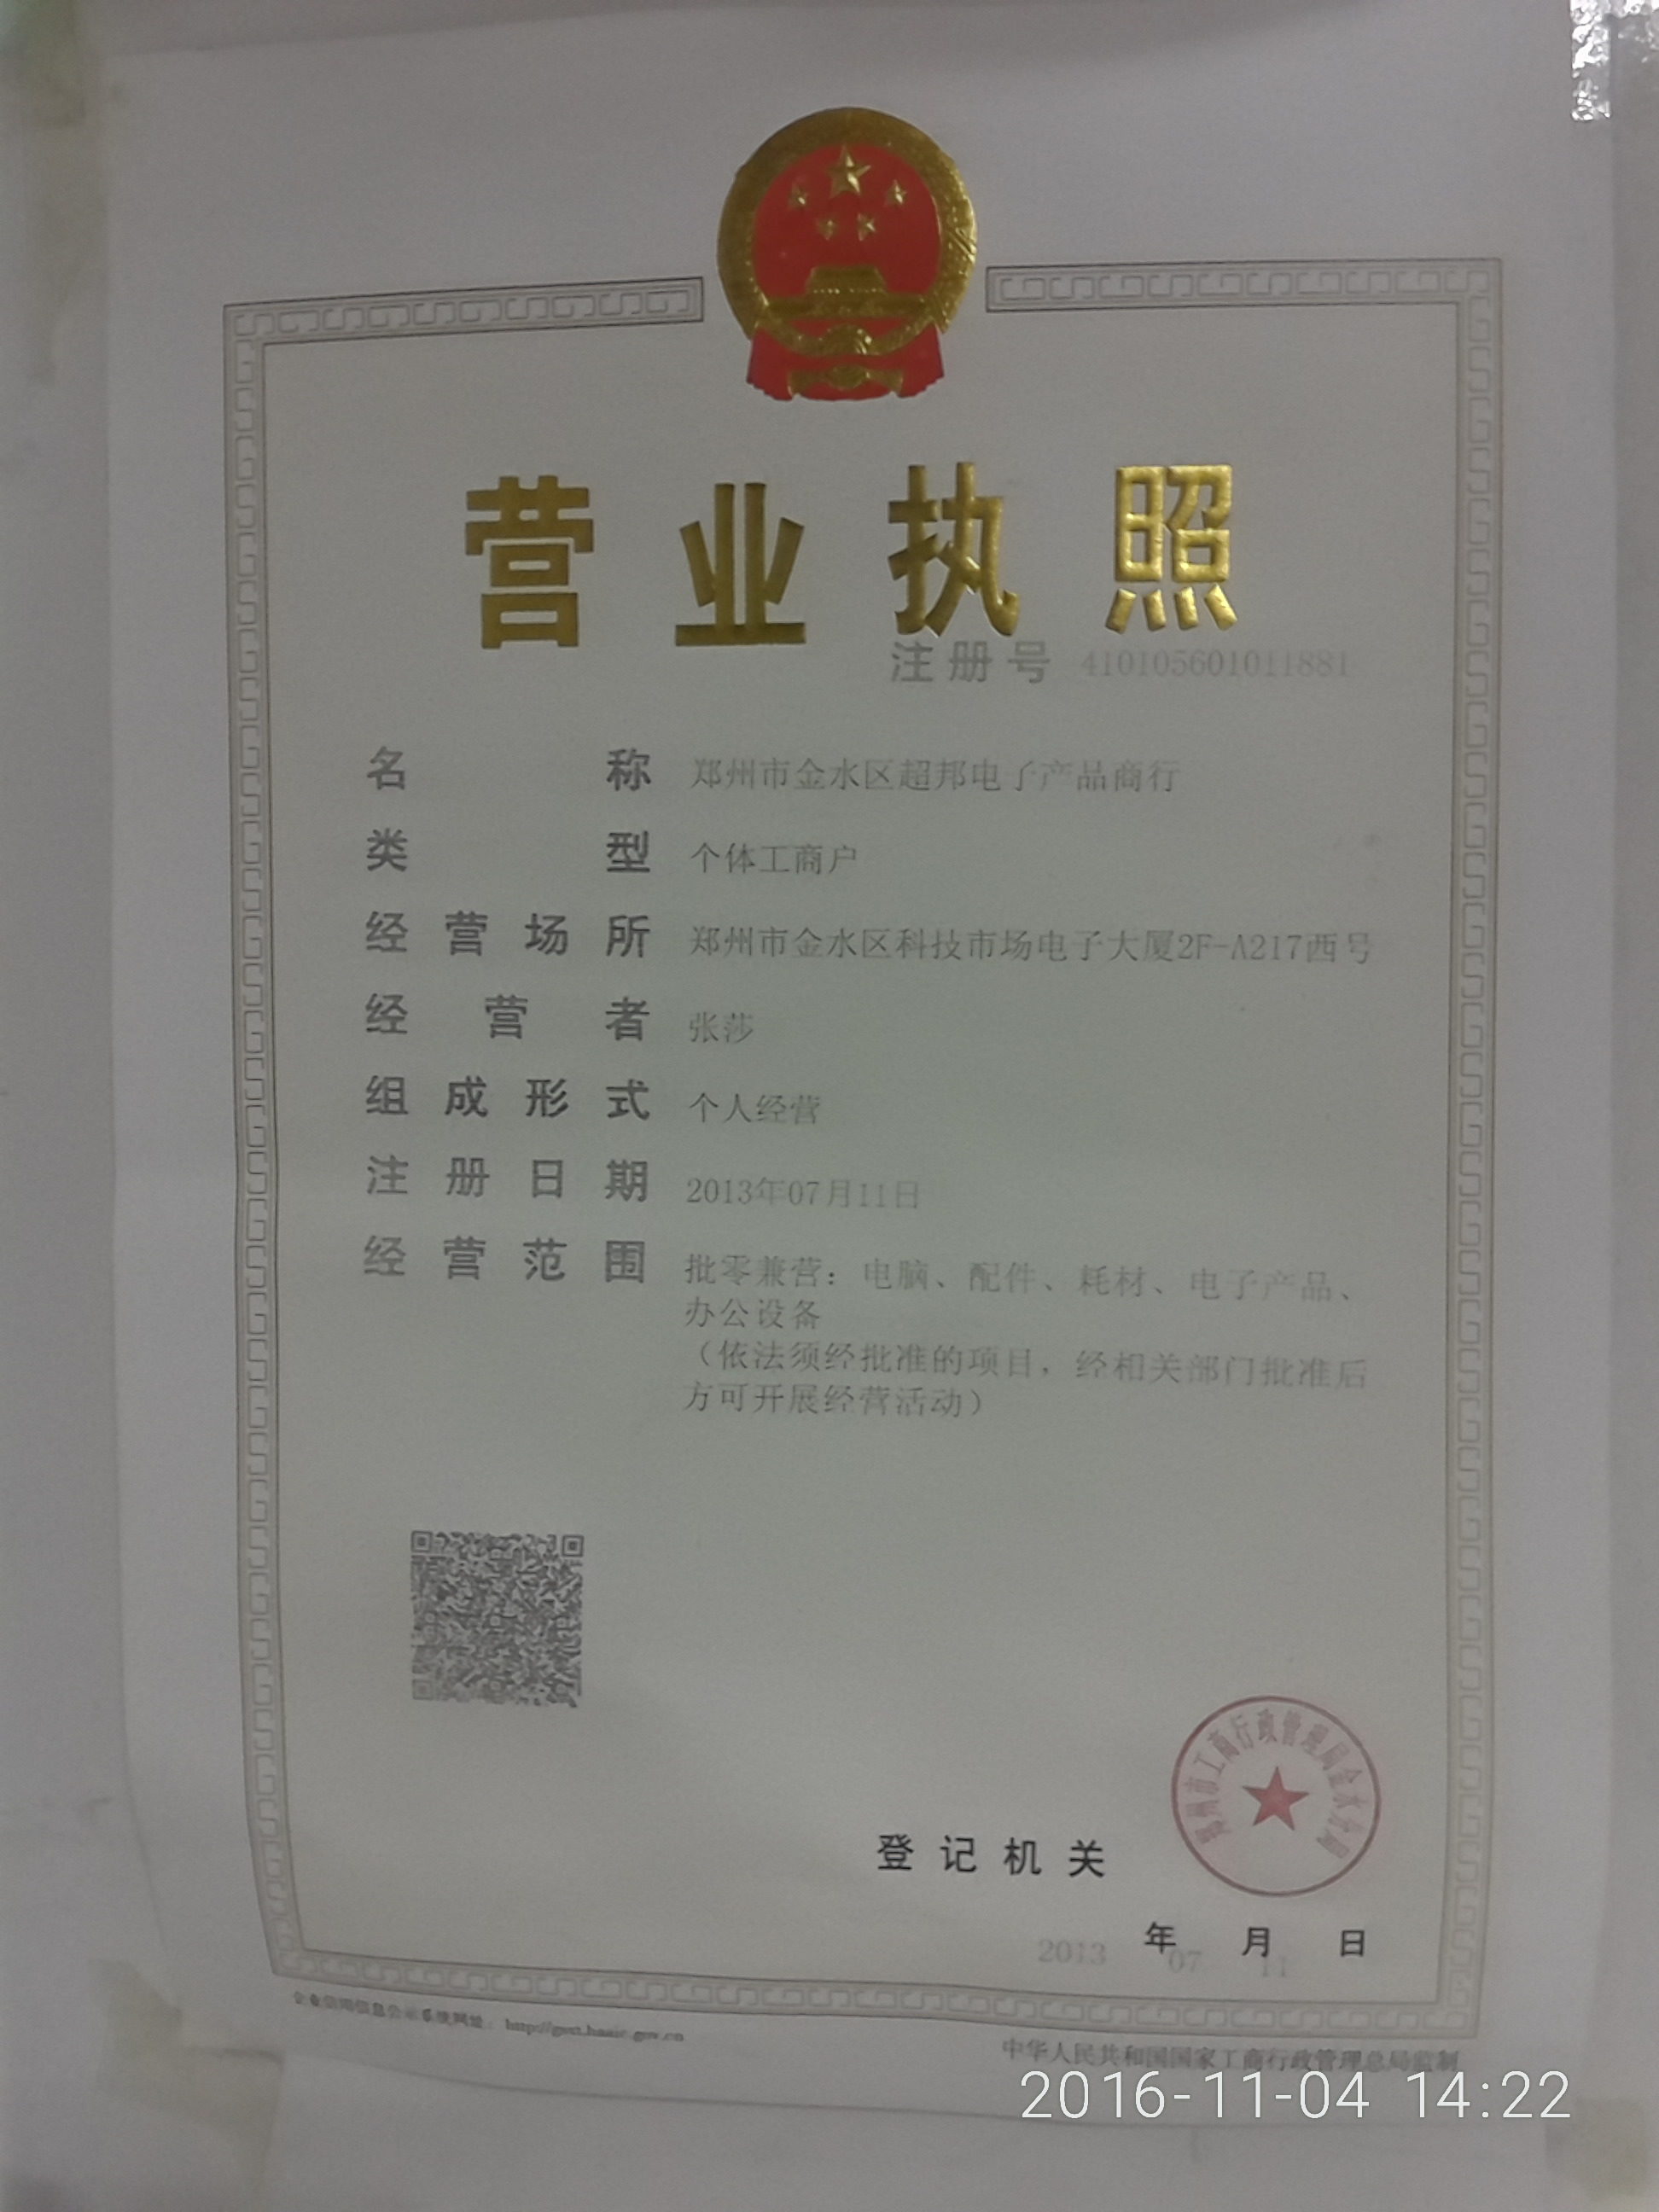 营业执照
注册号 410105601011881
名称 郑州市金水区超邦电子产品商行
类型 个体工商户
经营场所 郑州市金水区科技市场电子大厦2F-A217西号
经营者 张莎
组成形式 个人经营
注册日期 2013年07月11日
经营范围 批零兼营：电脑、配件、耗材、电子产品、
办公设备
（依法须经批准的项目，经相关部门批准后
方可开展经营活动）
郑州市工商行政管理局金水分局
登记机关
2013年07月11日
企业信用信息公示系统网址：http://gsxt.haaic.gov.cn
中华人民共和国国家工商行政管理总局监制
2016-11-04 14:22